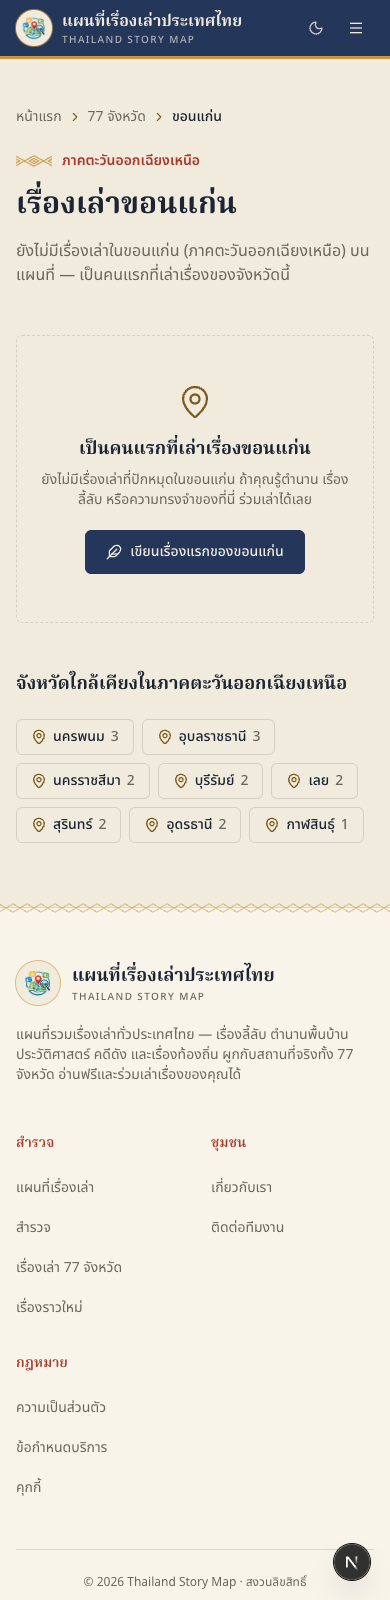 แผนที่เรื่องเล่าประเทศไทย
THAILAND STORY MAP
หน้าแรก > 77 จังหวัด > ขอนแก่น
ภาคตะวันออกเฉียงเหนือ
เรื่องเล่าขอนแก่น
ยังไม่มีเรื่องเล่าในขอนแก่น (ภาคตะวันออกเฉียงเหนือ) บน
แผนที่ — เป็นคนแรกที่เล่าเรื่องของจังหวัดนี้
เป็นคนแรกที่เล่าเรื่องขอนแก่น
ยังไม่มีเรื่องเล่าที่ปักหมุดในขอนแก่น ถ้าคุณรู้ตำนาน เรื่อง
ลี้ลับ หรือความทรงจำของที่นี่ ร่วมเล่าได้เลย
เขียนเรื่องแรกของขอนแก่น
จังหวัดใกล้เคียงในภาคตะวันออกเฉียงเหนือ
นครพนม 3 อุบลราชธานี 3
นครราชสีมา 2 บุรีรัมย์ 2 เลย 2
สุรินทร์ 2 อุดรธานี 2 กาฬสินธุ์ 1
แผนที่เรื่องเล่าประเทศไทย
THAILAND STORY MAP
แผนที่รวมเรื่องเล่าทั่วประเทศไทย — เรื่องลี้ลับ ตำนานพื้นบ้าน
ประวัติศาสตร์ คดีดัง และเรื่องท้องถิ่น ผูกกับสถานที่จริงทั้ง 77
จังหวัด อ่านฟรีและร่วมเล่าเรื่องของคุณได้
สำรวจ
แผนที่เรื่องเล่า
สำรวจ
เรื่องเล่า 77 จังหวัด
เรื่องราวใหม่
ชุมชน
เกี่ยวกับเรา
ติดต่อทีมงาน
กฎหมาย
ความเป็นส่วนตัว
ข้อกำหนดบริการ
คุกกี้
© 2026 Thailand Story Map · สงวนลิขสิทธิ์
N